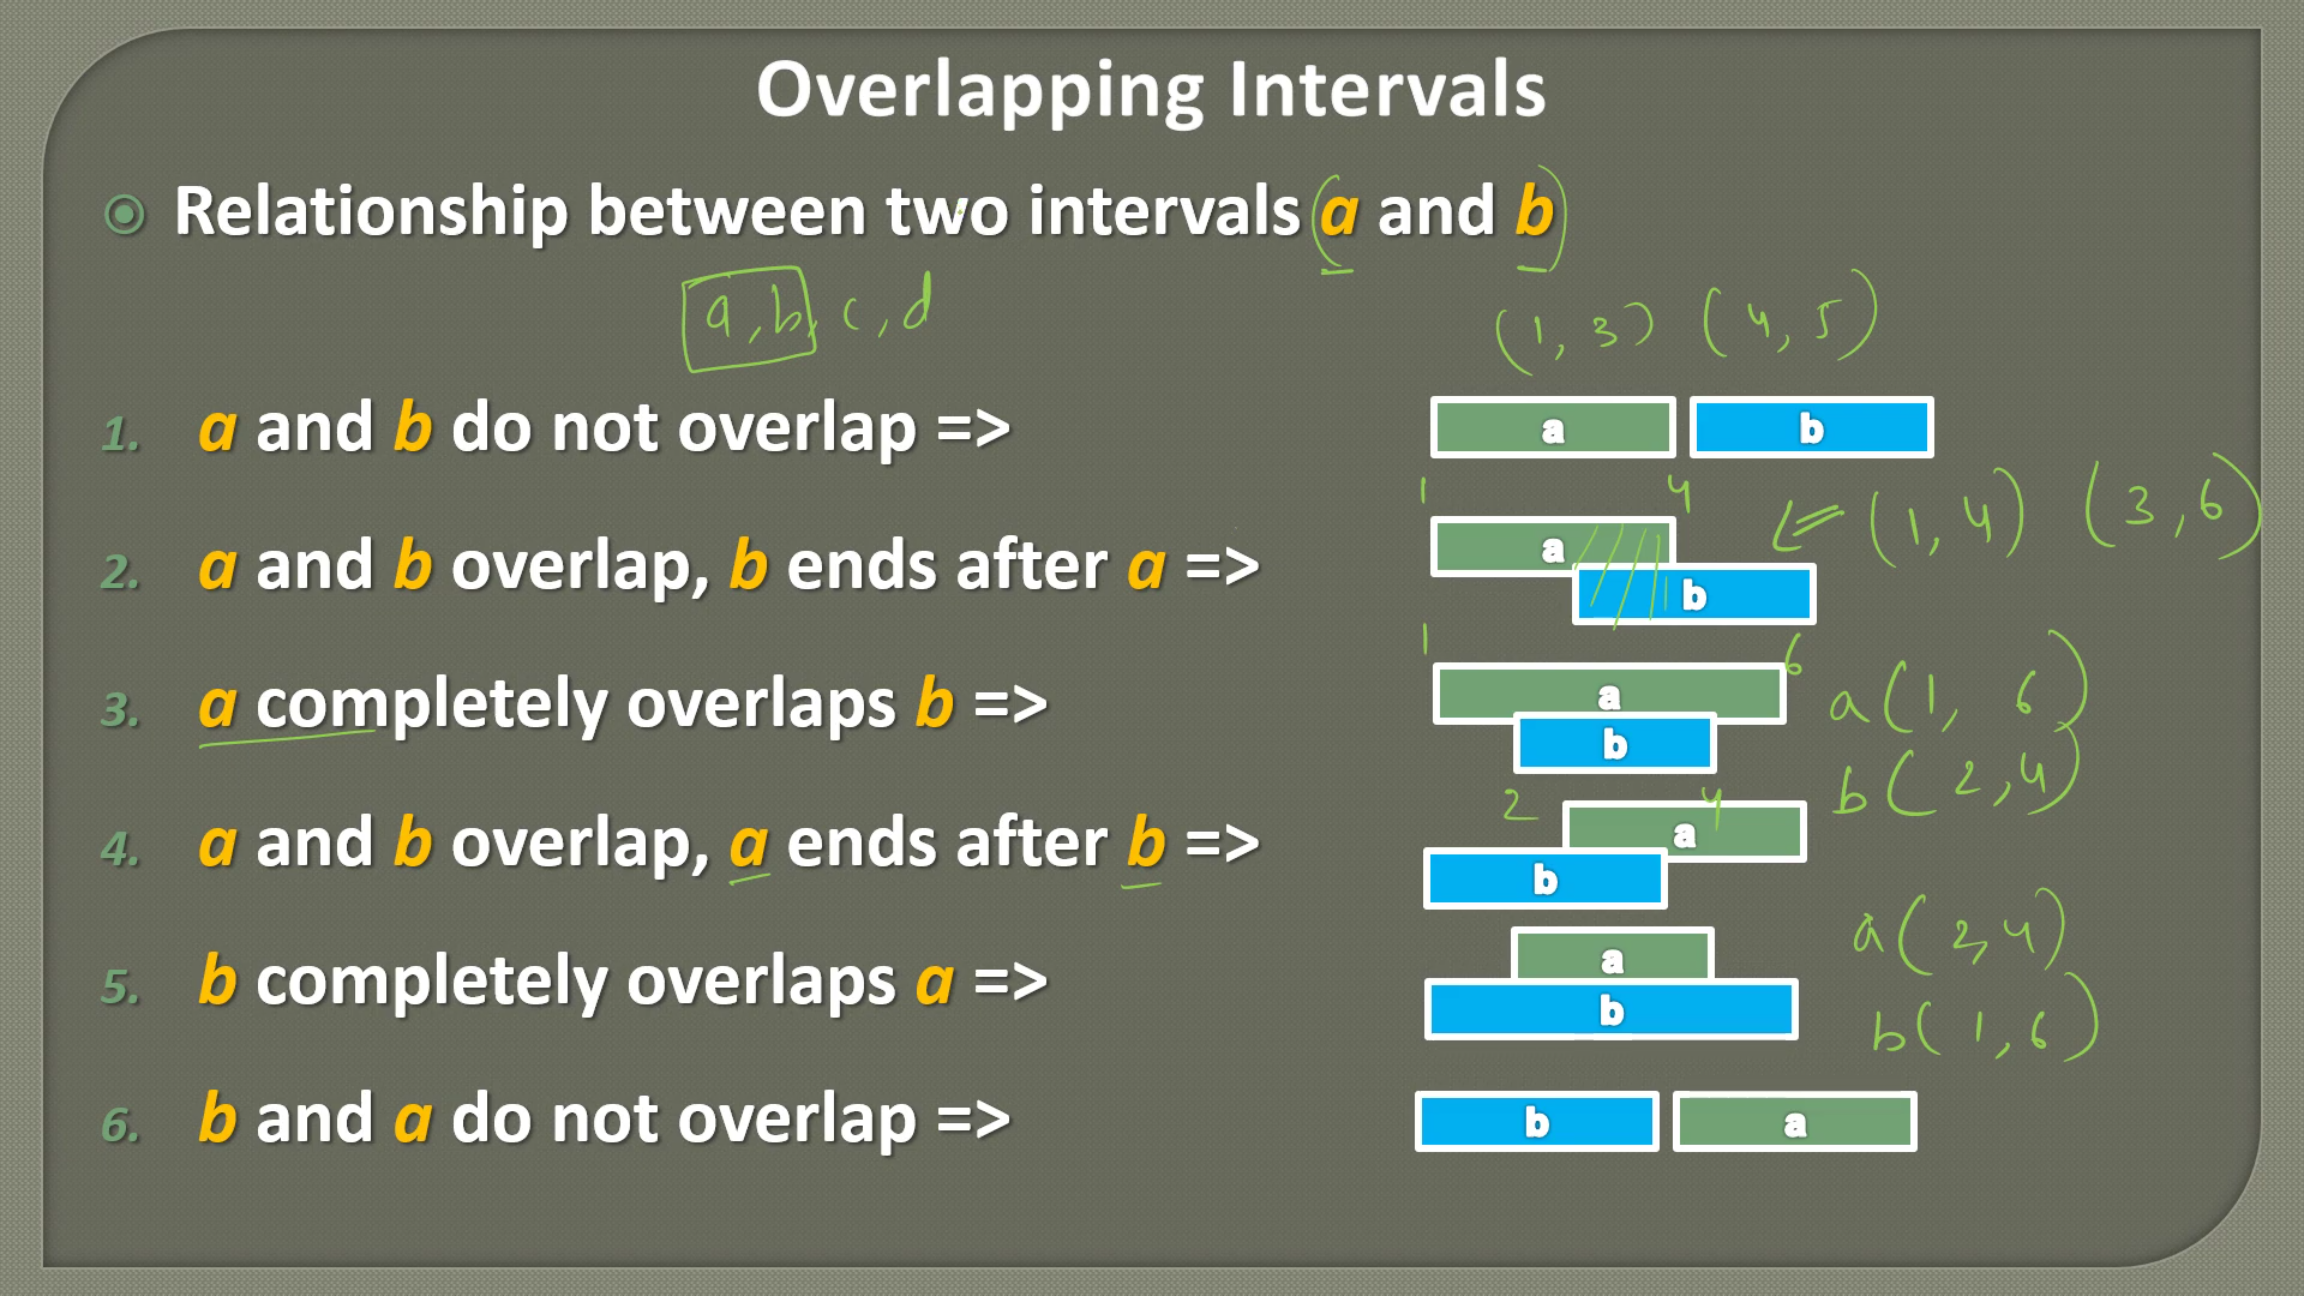 Overlapping Intervals
Relationship between two intervals (a and b)
a, b, c, d
(1, 3) (4, 5)
1. a and b do not overlap =>
a b
1 4
(1, 4) (3, 6)
2. a and b overlap, b ends after a =>
a
b
1 6
3. a completely overlaps b =>
a
b
a(1, 6)
b(2, 4)
2 4
4. a and b overlap, a ends after b =>
a
b
5. b completely overlaps a =>
a
b
a(2, 4)
b(1, 6)
6. b and a do not overlap =>
b a